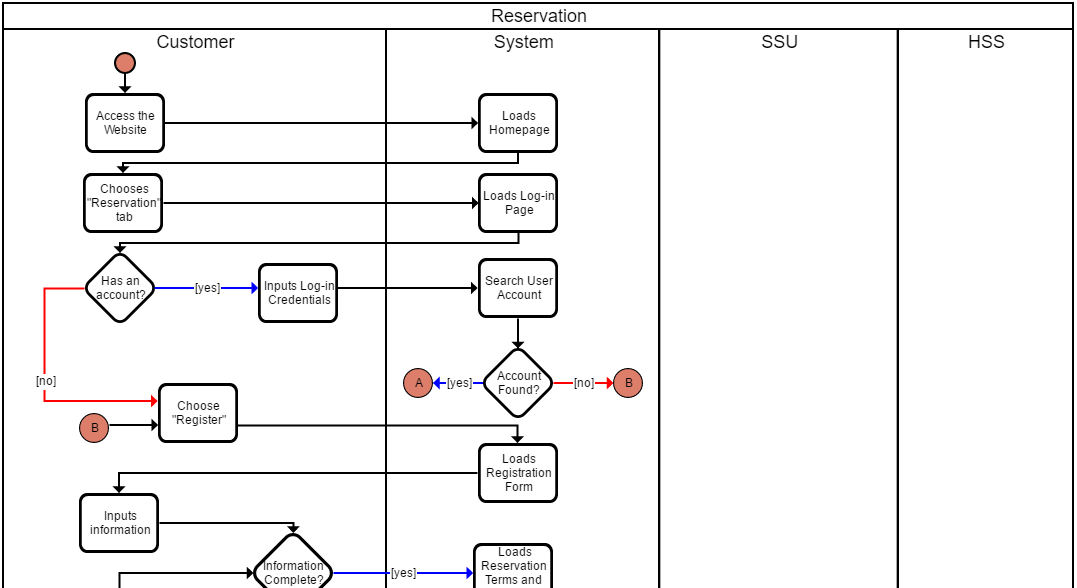 Reservation
Customer
System
SSU
HSS
Access the
Website
Loads
Homepage
Chooses
"Reservation"
tab
Loads Log-in
Page
Has an
account?
[yes]
Inputs Log-in
Credentials
Search User
Account
[no]
A
[yes]
Account
Found?
[no]
B
Choose
"Register"
B
Loads
Registration
Form
Inputs
information
Information
Complete?
[yes]
Loads
Reservation
Terms and